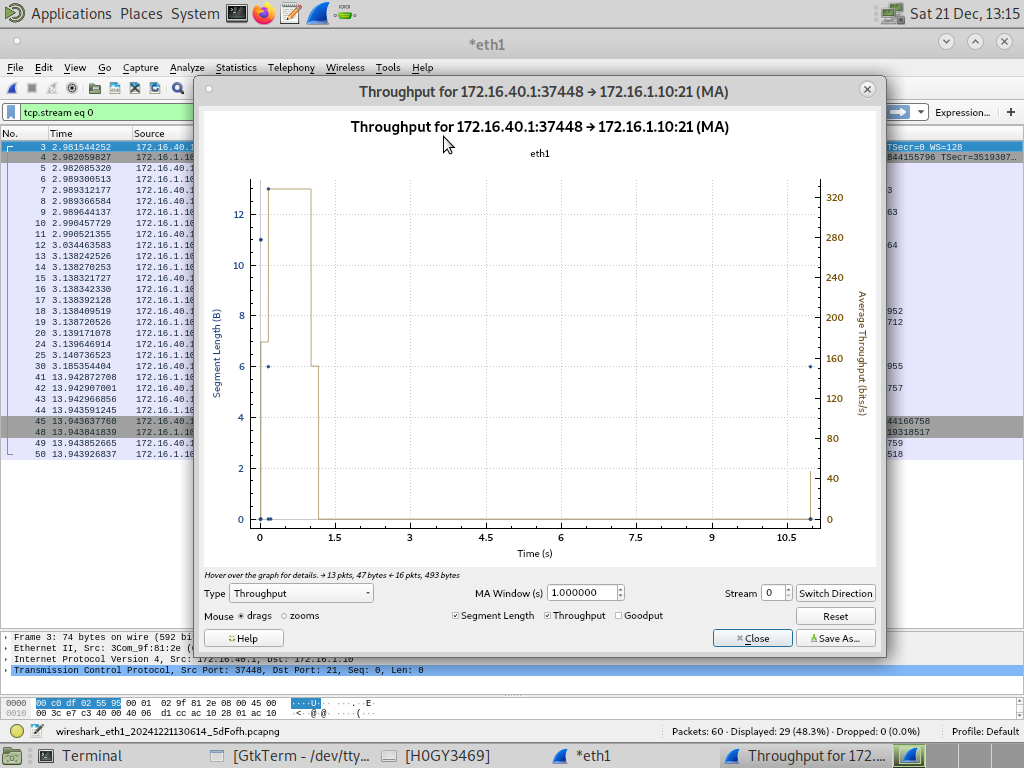 Applications Places System Sat 21 Dec, 13:15
*eth1
File Edit View Go Capture Analyze Statistics Telephony Wireless Tools Help
Throughput for 172.16.40.1:37448 → 172.16.1.10:21 (MA)
tcp.stream eq 0 Expression… +
Throughput for 172.16.40.1:37448 → 172.16.1.10:21 (MA)
eth1
No. Time Source
3 2.981544252 172.16.40.1 TSecr=0 WS=128
4 2.982059827 172.16.1.10 844155796 TSecr=3519307…
5 2.982085320 172.16.40.1
6 2.989300513 172.16.1.10
7 2.989312177 172.16.40.1 3
8 2.989366584 172.16.40.1
9 2.989644137 172.16.1.10 63
10 2.990457729 172.16.1.10
11 2.990521355 172.16.40.1
12 3.034463583 172.16.1.10 64
13 3.138242526 172.16.1.10
14 3.138270253 172.16.40.1
15 3.138321727 172.16.40.1
16 3.138342330 172.16.1.10
17 3.138392128 172.16.1.10
18 3.138409519 172.16.40.1 952
19 3.138720526 172.16.1.10 712
20 3.139171078 172.16.1.10
24 3.139646914 172.16.40.1
25 3.140736523 172.16.1.10
30 3.185354404 172.16.40.1 955
41 13.942872708 172.16.1.10
42 13.942907001 172.16.40.1 757
43 13.942966856 172.16.40.1
44 13.943591245 172.16.1.10
45 13.943637760 172.16.40.1 44166758
48 13.943841839 172.16.1.10 19318517
49 13.943852665 172.16.40.1 759
50 13.943926837 172.16.1.10 518
Segment Length (B)
12
10
8
6
4
2
0
320
280
240
200
160
120
80
40
0
Average Throughput (bits/s)
0 1.5 3 4.5 6 7.5 9 10.5
Time (s)
Hover over the graph for details. → 13 pkts, 47 bytes ← 16 pkts, 493 bytes
Type Throughput MA Window (s) 1.000000 Stream 0 Switch Direction
Mouse drags zooms Segment Length Throughput Goodput Reset
Help Close Save As…
Frame 3: 74 bytes on wire (592 bi
Ethernet II, Src: 3Com_9f:81:2e (
Internet Protocol Version 4, Src: 172.16.40.1, Dst: 172.16.1.10
Transmission Control Protocol, Src Port: 37448, Dst Port: 21, Seq: 0, Len: 0
0000 00 c0 df 02 55 95 00 01 02 9f 81 2e 08 00 45 00 ····U··· ···.··E·
0010 00 3c e7 c3 40 00 40 06 d1 cc ac 10 28 01 ac 10 ·<··@·@· ····(···
wireshark_eth1_20241221130614_5dFofh.pcapng Packets: 60 · Displayed: 29 (48.3%) · Dropped: 0 (0.0%) Profile: Default
Terminal [GtkTerm - /dev/tty… [H0GY3469] *eth1 Throughput for 172.…